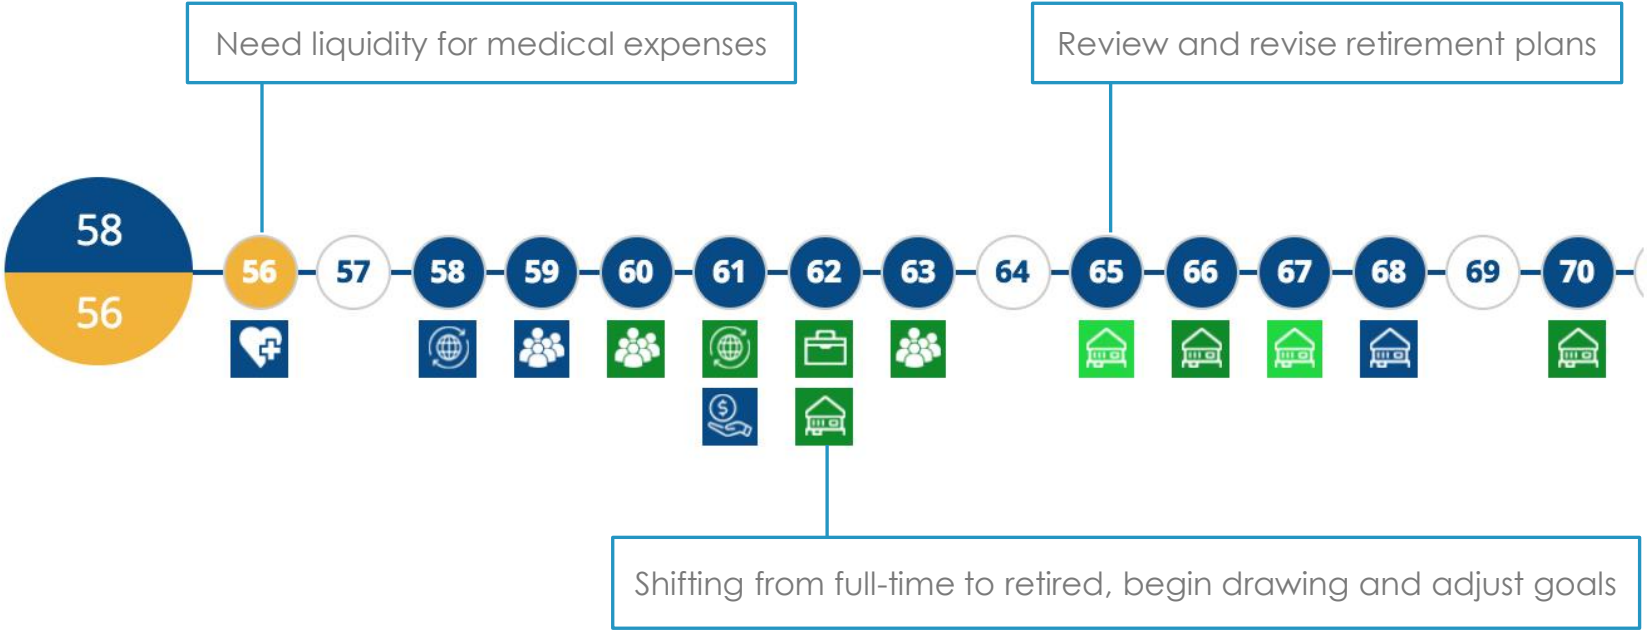 Need liquidity for medical expenses
Review and revise retirement plans
58
56
56 57 58 59 60 61 62 63 64 65 66 67 68 69 70
$
Shifting from full-time to retired, begin drawing and adjust goals